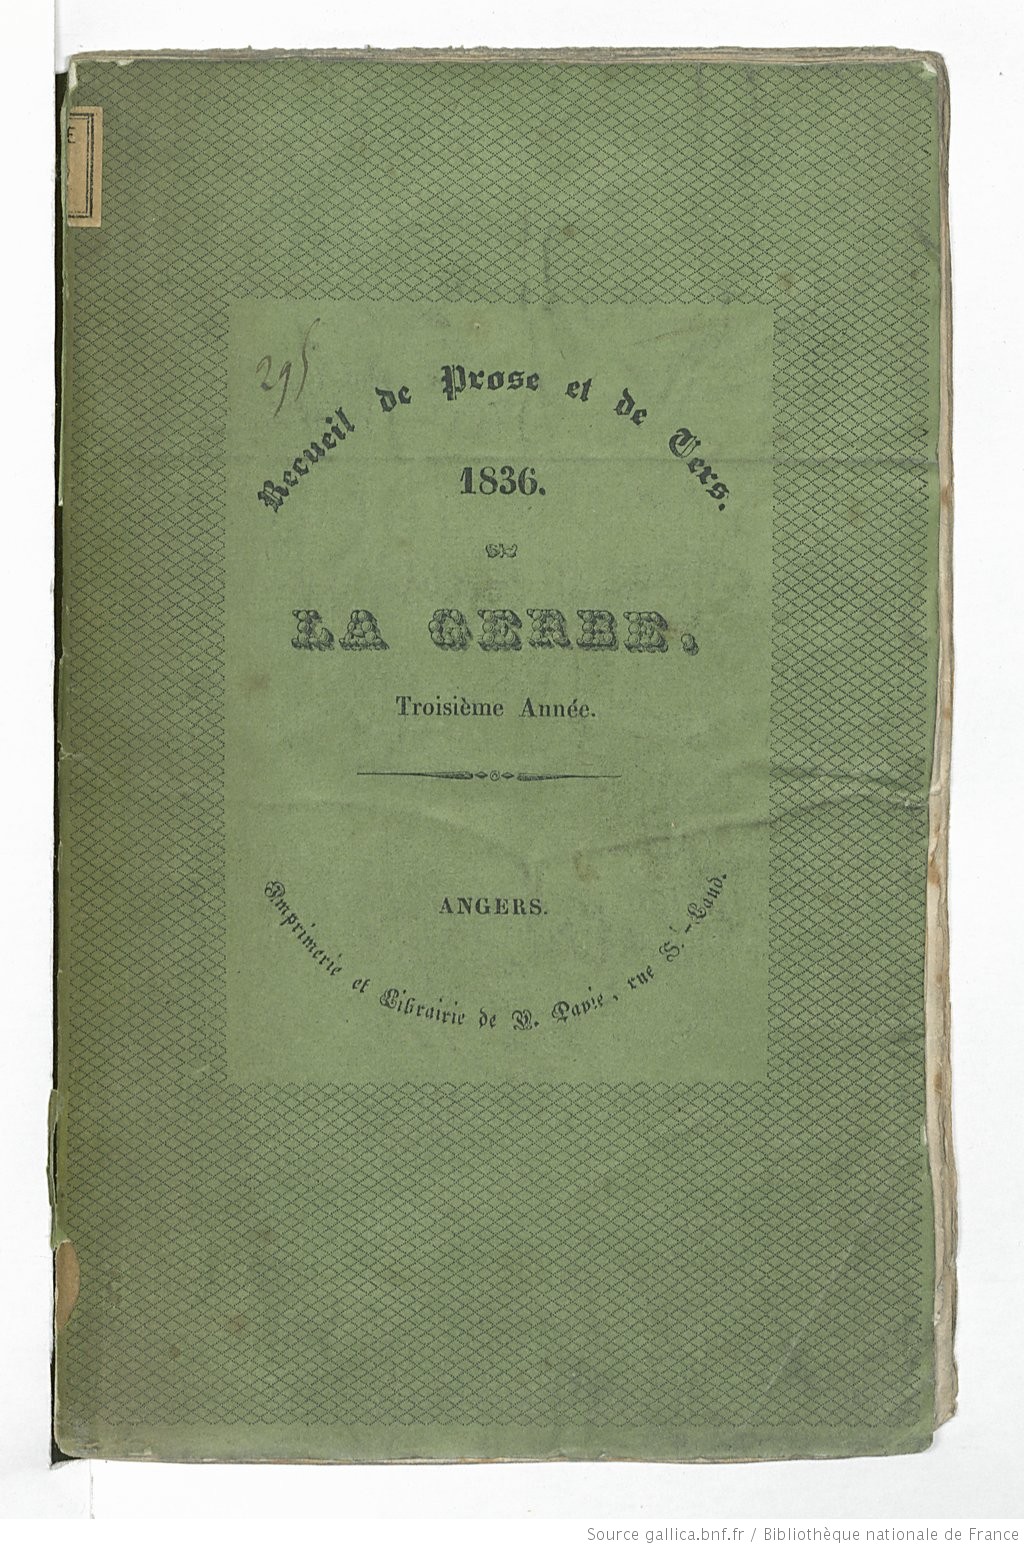 E
295
Recueil de Prose et de Vers.
1836.
LA GERBE,
Troisième Année.
ANGERS.
Imprimerie et Librairie de V. Pavie, rue St.-Laud.
Source gallica.bnf.fr / Bibliothèque nationale de France